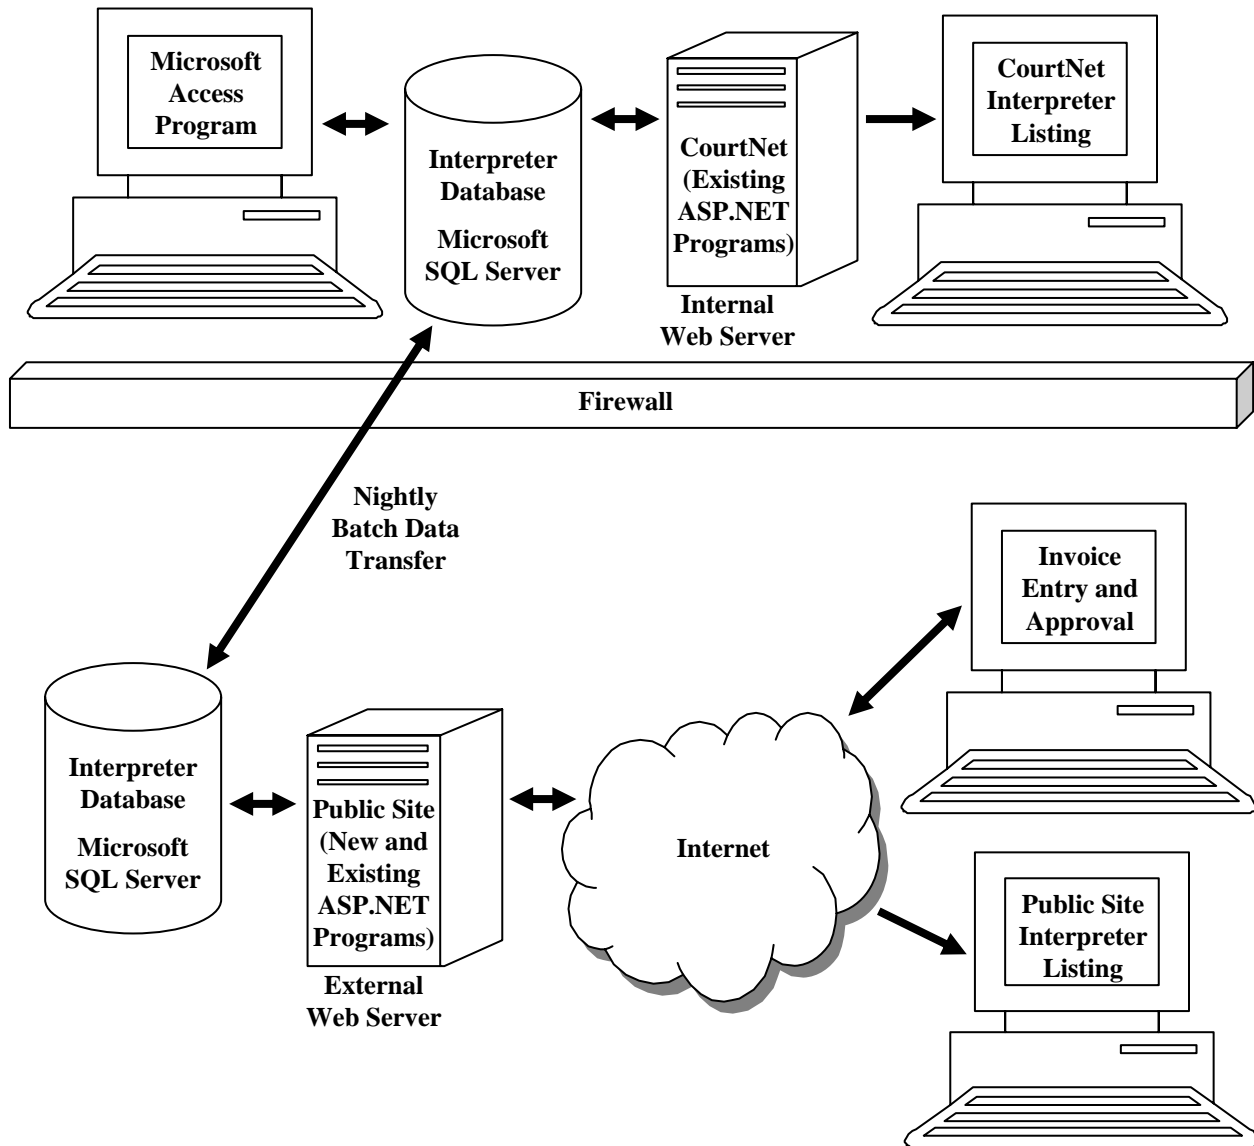 Microsoft
Access
Program
Interpreter
Database
Microsoft
SQL Server
CourtNet
(Existing
ASP.NET
Programs)
Internal
Web Server
CourtNet
Interpreter
Listing
Firewall
Nightly
Batch Data
Transfer
Invoice
Entry and
Approval
Interpreter
Database
Microsoft
SQL Server
Public Site
(New and
Existing
ASP.NET
Programs)
External
Web Server
Internet
Public Site
Interpreter
Listing